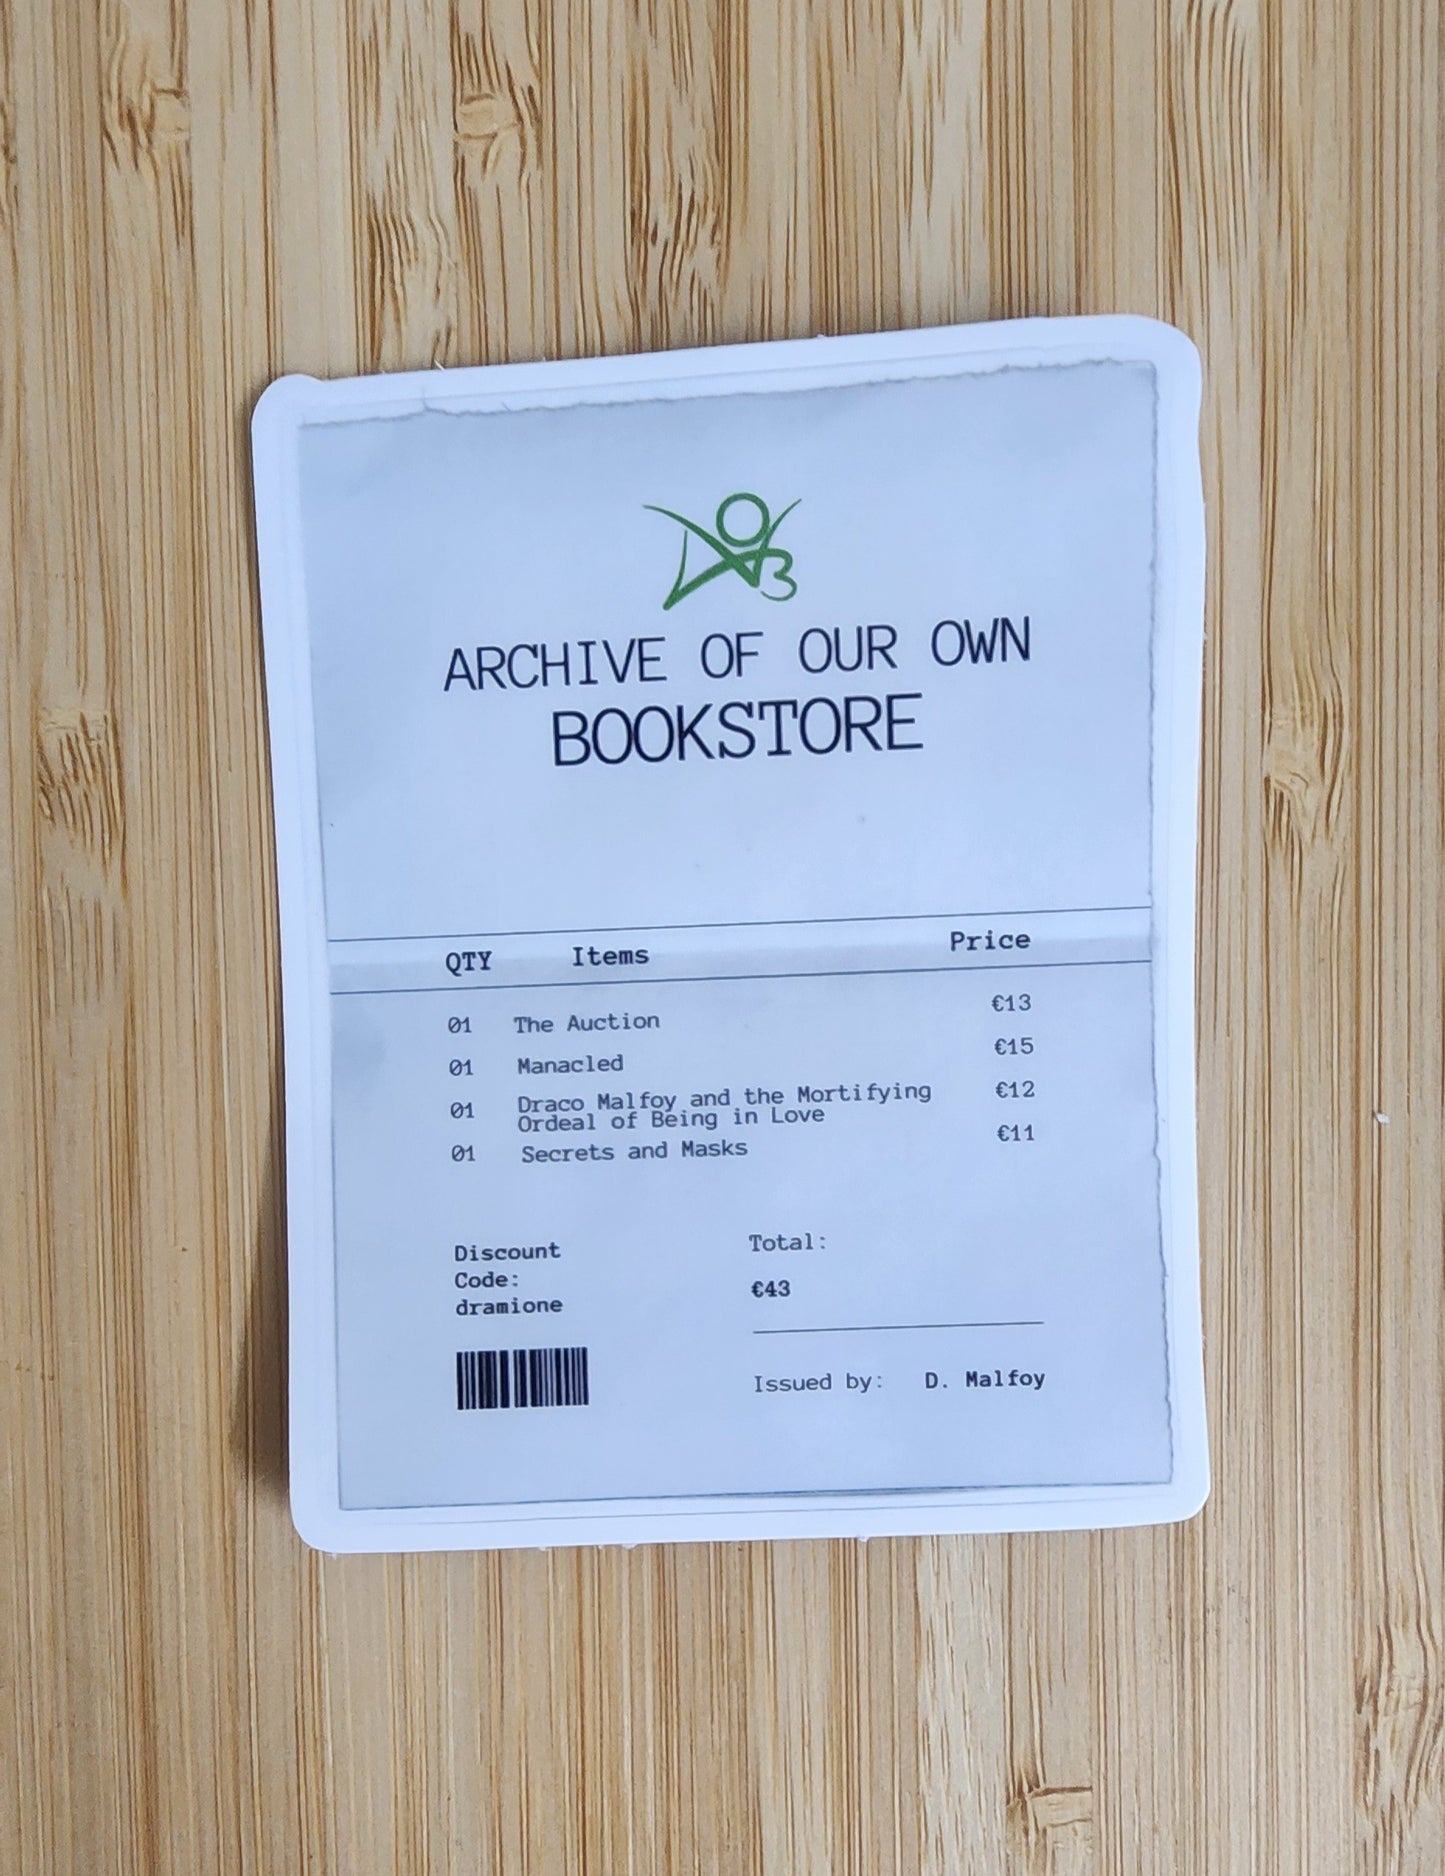 AO3
ARCHIVE OF OUR OWN
BOOKSTORE
QTY Items Price
01 The Auction €13
01 Manacled €15
01 Draco Malfoy and the Mortifying €12
Ordeal of Being in Love
01 Secrets and Masks €11
Discount
Code:
dramione
Total:
€43
Issued by: D. Malfoy